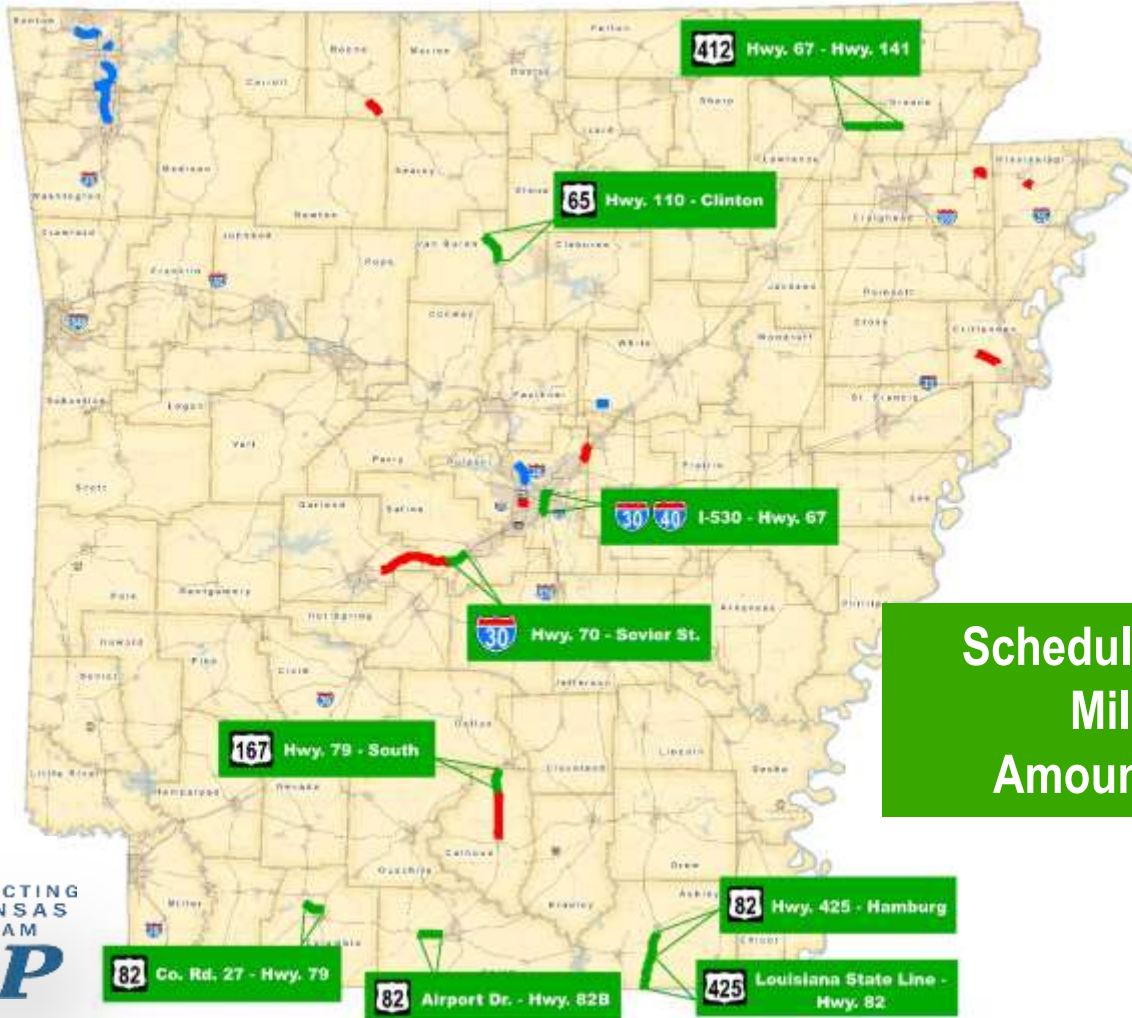 Benton
Boone
Marion
Fulton
412 Hwy. 67 - Hwy. 141
Carroll
Baxter
Sharp
Greene
Izard
Lawrence
Mississippi
Madison
Searcy
Stone
Washington
65 Hwy. 110 - Clinton
Newton
Craighead
Crawford
Johnson
Van Buren
Cleburne
Franklin
Pope
Jackson
Poinsett
Conway
Cross
Crittenden
White
Woodruff
Sebastian
Logan
Faulkner
St. Francis
Yell
Perry
Pulaski
Prairie
Scott
Garland
Saline
Lee
30 40 I-530 - Hwy. 67
Polk
Montgomery
Hot Spring
Arkansas
Phillips
30 Hwy. 70 - Sevier St.
Howard
Pike
Sevier
Clark
Jefferson
Schedul
Mil
Amoun
167 Hwy. 79 - South
Dallas
Cleveland
Lincoln
Desha
Little River
Hempstead
Nevada
Calhoun
Ouachita
Drew
CTING
NSAS
AM
P
Miller
Bradley
Ashley
82 Hwy. 425 - Hamburg
Chicot
Columbia
82 Co. Rd. 27 - Hwy. 79
82 Airport Dr. - Hwy. 82B
425 Louisiana State Line -
Hwy. 82